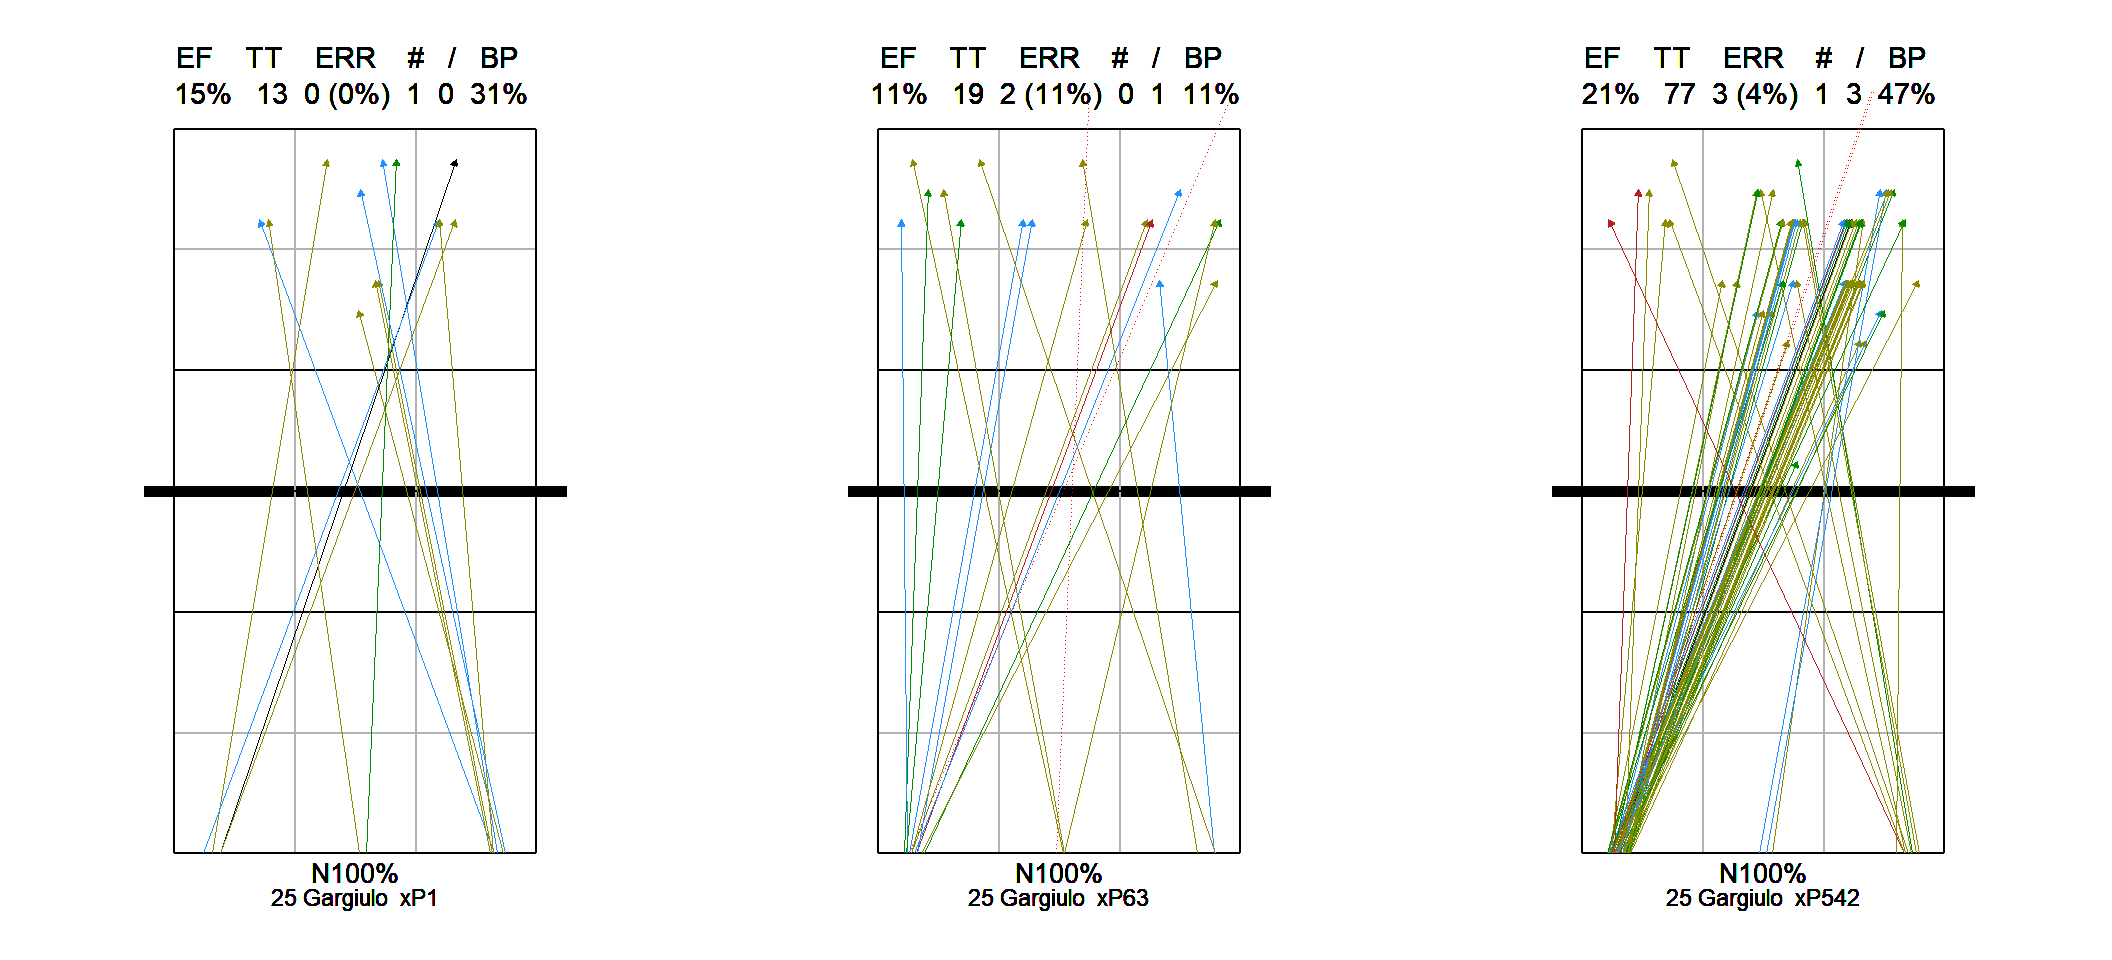 EF TT ERR # / BP
15% 13 0 (0%) 1 0 31%
N100%
25 Gargiulo xP1
EF TT ERR # / BP
11% 19 2 (11%) 0 1 11%
N100%
25 Gargiulo xP63
EF TT ERR # / BP
21% 77 3 (4%) 1 3 47%
N100%
25 Gargiulo xP542